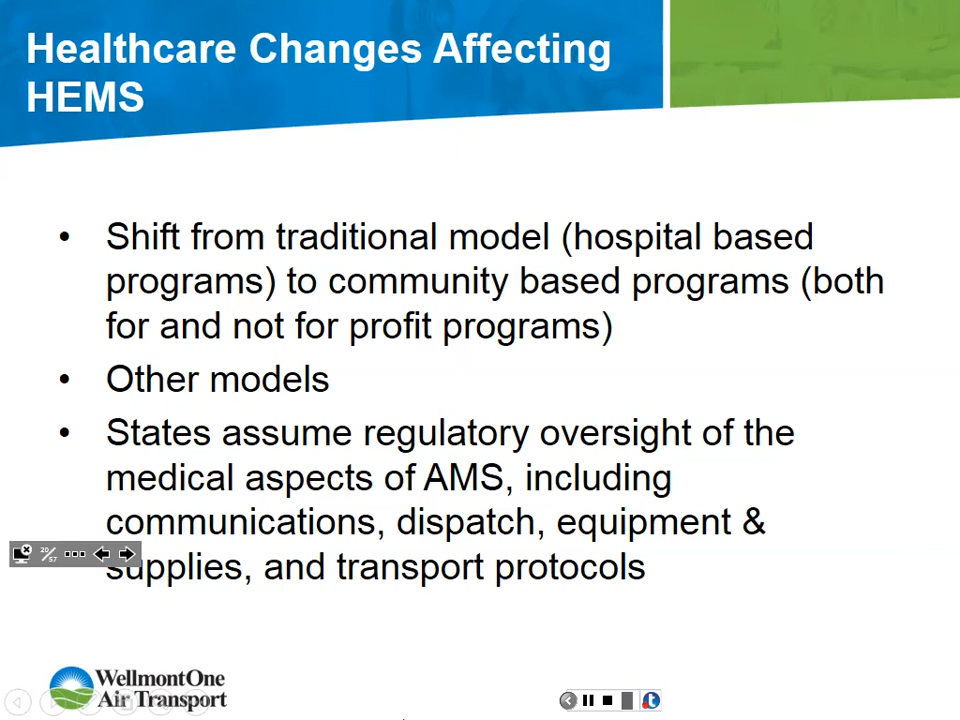 Healthcare Changes Affecting
HEMS
• Shift from traditional model (hospital based
programs) to community based programs (both
for and not for profit programs)
• Other models
• States assume regulatory oversight of the
medical aspects of AMS, including
communications, dispatch, equipment &
supplies, and transport protocols
20/57
WellmontOne
Air Transport
t